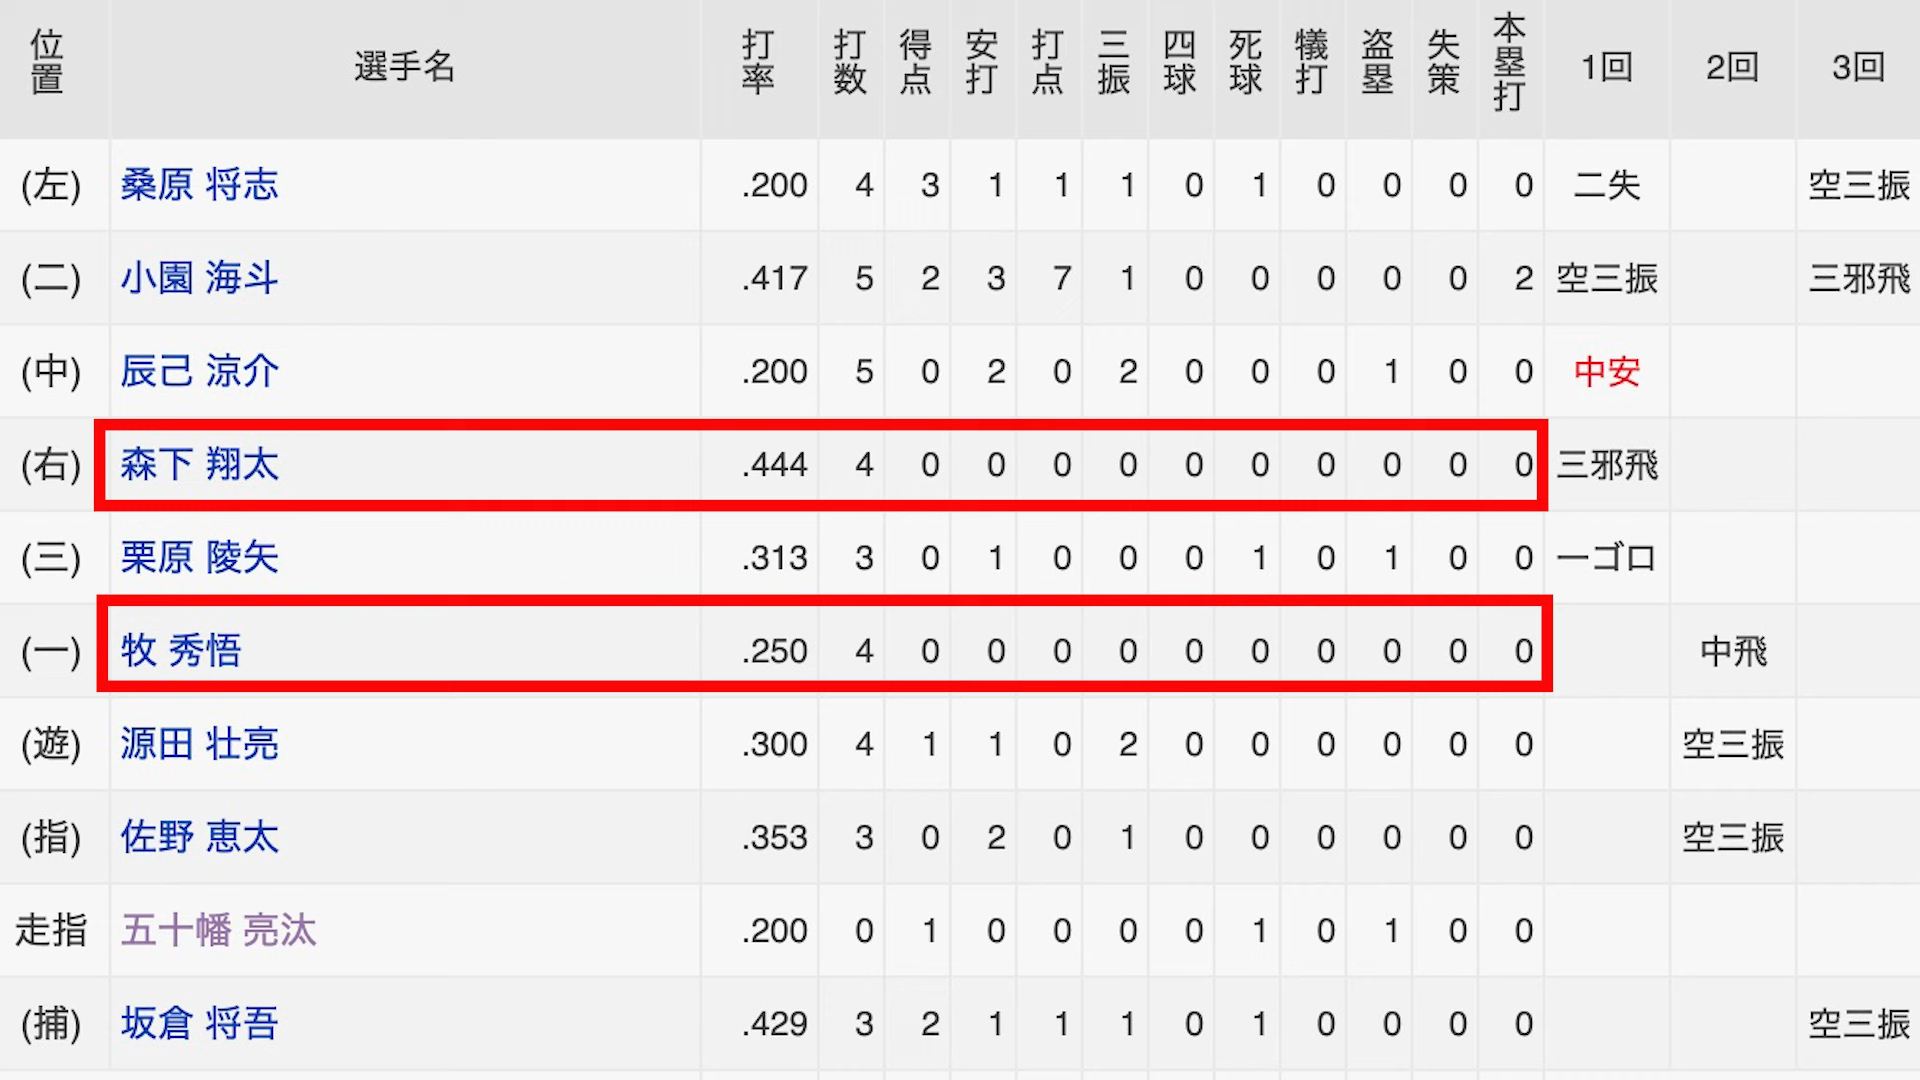 位置 選手名 打率 打数 得点 安打 打点 三振 四球 死球 犠打 盗塁 失策 本塁打 1回 2回 3回
(左) 桑原 将志 .200 4 3 1 1 1 0 1 0 0 0 0 二失 空三振
(二) 小園 海斗 .417 5 2 3 7 1 0 0 0 0 0 2 空三振 三邪飛
(中) 辰己 涼介 .200 5 0 2 0 2 0 0 0 1 0 0 中安
(右) 森下 翔太 .444 4 0 0 0 0 0 0 0 0 0 0 三邪飛
(三) 栗原 陵矢 .313 3 0 1 0 0 0 1 0 1 0 0 一ゴロ
(一) 牧 秀悟 .250 4 0 0 0 0 0 0 0 0 0 0 中飛
(遊) 源田 壮亮 .300 4 1 1 0 2 0 0 0 0 0 0 空三振
(指) 佐野 恵太 .353 3 0 2 0 1 0 0 0 0 0 0 空三振
走指 五十幡 亮汰 .200 0 1 0 0 0 0 1 0 1 0 0
(捕) 坂倉 将吾 .429 3 2 1 1 1 0 1 0 0 0 0 空三振